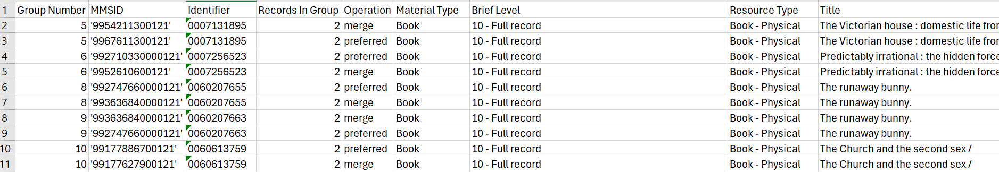 1 Group Number MMSID Identifier Records In Group Operation Material Type Brief Level Resource Type Title
2 5 '9954211300121' 0007131895 2 merge Book 10 - Full record Book - Physical The Victorian house : domestic life from
3 5 '9967611300121' 0007131895 2 preferred Book 10 - Full record Book - Physical The Victorian house : domestic life from
4 6 '992710330000121' 0007256523 2 preferred Book 10 - Full record Book - Physical Predictably irrational : the hidden force
5 6 '9952610600121' 0007256523 2 merge Book 10 - Full record Book - Physical Predictably irrational : the hidden force
6 8 '992747660000121' 0060207655 2 preferred Book 10 - Full record Book - Physical The runaway bunny.
7 8 '993636840000121' 0060207655 2 merge Book 10 - Full record Book - Physical The runaway bunny.
8 9 '993636840000121' 0060207663 2 merge Book 10 - Full record Book - Physical The runaway bunny.
9 9 '992747660000121' 0060207663 2 preferred Book 10 - Full record Book - Physical The runaway bunny.
10 10 '99177886700121' 0060613759 2 preferred Book 10 - Full record Book - Physical The Church and the second sex /
11 10 '99177627900121' 0060613759 2 merge Book 10 - Full record Book - Physical The Church and the second sex /